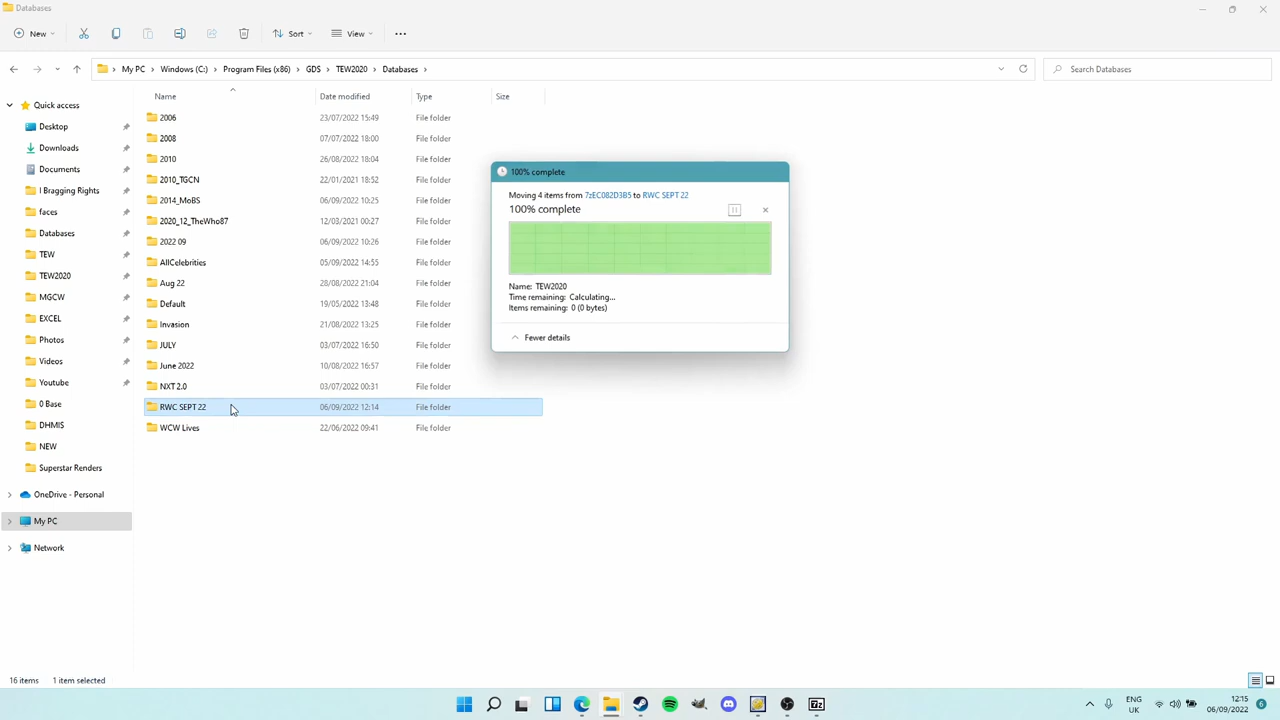 Databases
New
Sort
View
My PC
Windows (C:)
Program Files (x86)
GDS
TEW2020
Databases
Search Databases
Name
Date modified
Type
Size
Quick access
Desktop
Downloads
Documents
I Bragging Rights
faces
Databases
TEW
TEW2020
MGCW
EXCEL
Photos
Videos
Youtube
0 Base
DHMIS
NEW
Superstar Renders
OneDrive - Personal
My PC
Network
2006 23/07/2022 15:49 File folder
2008 07/07/2022 18:00 File folder
2010 26/08/2022 18:04 File folder
2010_TGCN 22/01/2021 18:52 File folder
2014_MoBS 06/09/2022 10:25 File folder
2020_12_TheWho87 12/03/2021 00:27 File folder
2022 09 06/09/2022 10:26 File folder
AllCelebrities 05/09/2022 14:55 File folder
Aug 22 28/08/2022 21:04 File folder
Default 19/05/2022 13:48 File folder
Invasion 21/08/2022 13:25 File folder
JULY 03/07/2022 16:50 File folder
June 2022 10/08/2022 16:57 File folder
NXT 2.0 03/07/2022 00:31 File folder
RWC SEPT 22 06/09/2022 12:14 File folder
WCW Lives 22/06/2022 09:41 File folder
100% complete
Moving 4 items from 7zEC082D3B5 to RWC SEPT 22
100% complete
Name: TEW2020
Time remaining: Calculating...
Items remaining: 0 (0 bytes)
Fewer details
16 items
1 item selected
7z
ENG
UK
12:15
06/09/2022
6